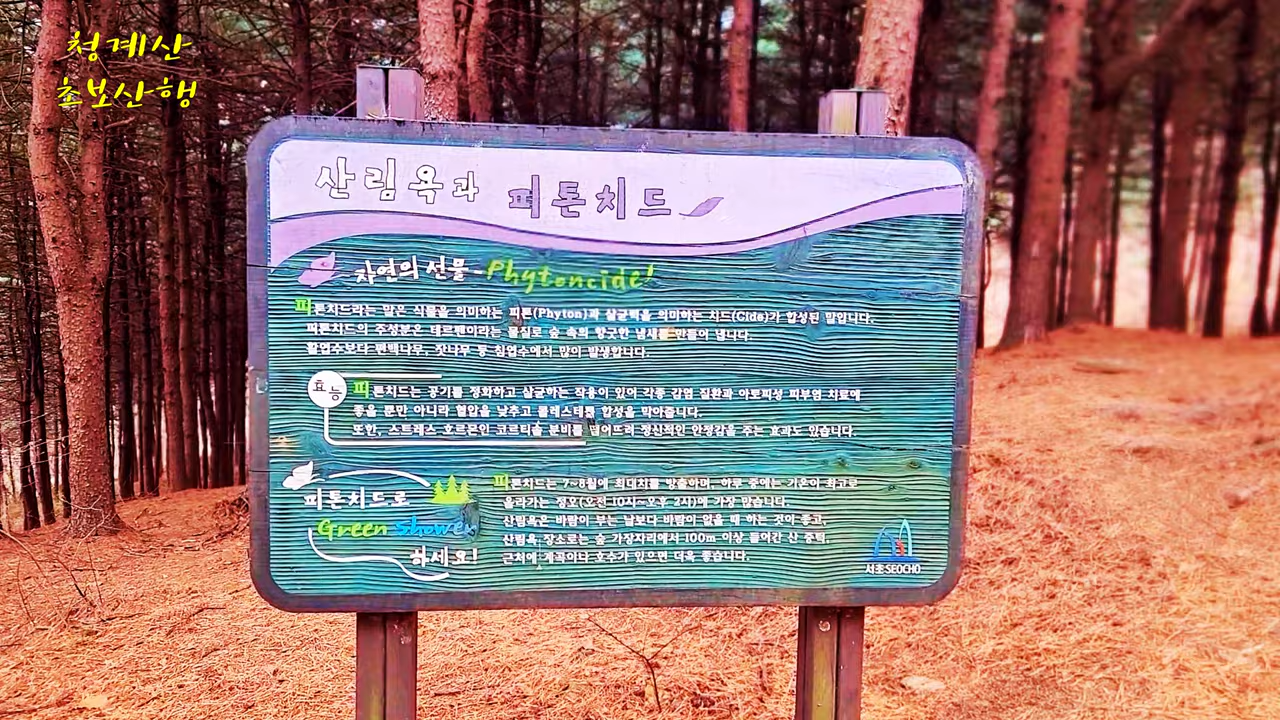 청계산
초보산행
산림욕과 피톤치드
자연의 선물 - Phytoncide!
피톤치드라는 말은 식물을 의미하는 피톤(Phyton)과 살균력을 의미하는 치드(Cide)가 합성된 말입니다.
피톤치드의 주성분은 테르펜이라는 물질로 숲 속의 향긋한 냄새를 만들어 냅니다.
활엽수보다 편백나무, 잣나무 등 침엽수에서 많이 발생합니다.
효능
피톤치드는 공기를 정화하고 살균하는 작용이 있어 각종 감염 질환과 아토피성 피부염 치료에
좋을 뿐만 아니라 혈압을 낮추고 콜레스테롤 합성을 막아줍니다.
또한, 스트레스 호르몬인 코르티솔 분비를 떨어뜨려 정신적인 안정감을 주는 효과도 있습니다.
피톤치드로
Green shower
하세요!
피톤치드는 7~8월에 최대치를 방출하며, 하루 중에는 기온이 최고로
올라가는 정오(오전 10시~오후 2시)에 가장 많습니다.
산림욕은 바람이 부는 날보다 바람이 없을 때 하는 것이 좋고,
산림욕 장소로는 숲 가장자리에서 100m 이상 들어간 산 중턱,
근처에 계곡이나 호수가 있으면 더욱 좋습니다.
서초 SEOCHO